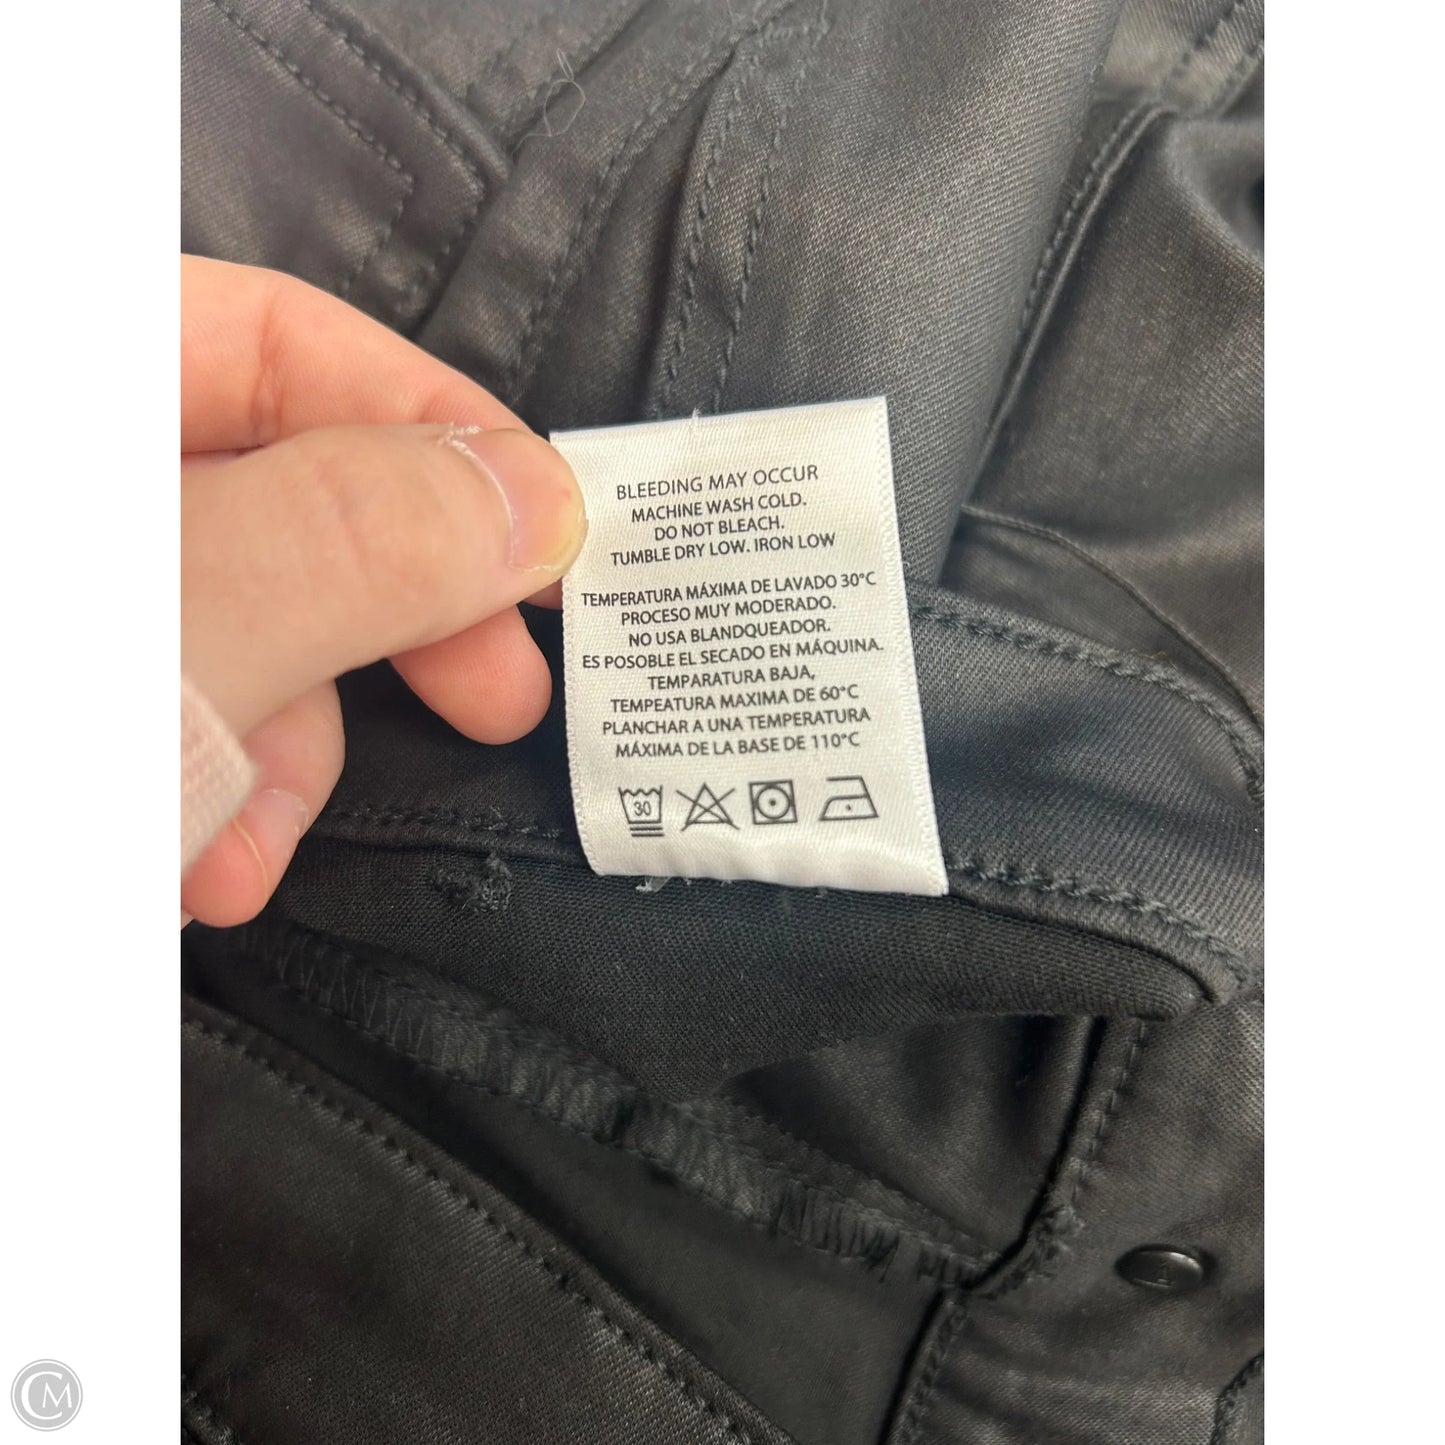 BLEEDING MAY OCCUR
MACHINE WASH COLD.
DO NOT BLEACH.
TUMBLE DRY LOW. IRON LOW
TEMPERATURA MÁXIMA DE LAVADO 30°C
PROCESO MUY MODERADO.
NO USA BLANDQUEADOR.
ES POSOBLE EL SECADO EN MÁQUINA.
TEMPARATURA BAJA,
TEMPEATURA MAXIMA DE 60°C
PLANCHAR A UNA TEMPERATURA
MÁXIMA DE LA BASE DE 110°C
30
CM